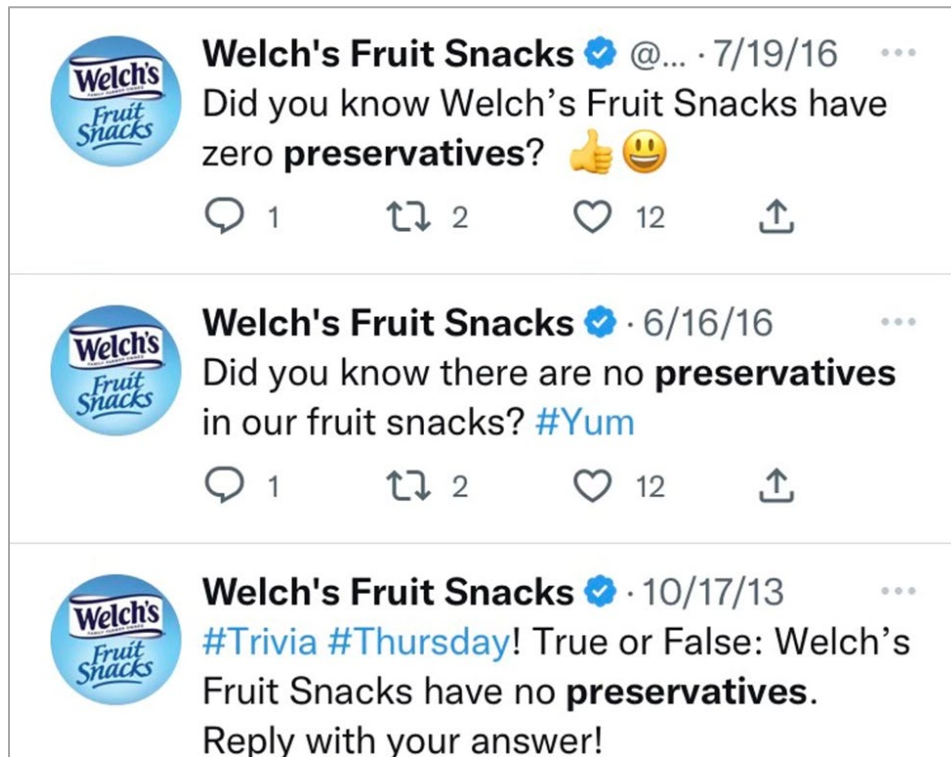 Welch's Fruit Snacks @... · 7/19/16
Did you know Welch’s Fruit Snacks have
zero preservatives? 👍😃
1 2 12
Welch's Fruit Snacks · 6/16/16
Did you know there are no preservatives
in our fruit snacks? #Yum
1 2 12
Welch's Fruit Snacks · 10/17/13
#Trivia #Thursday! True or False: Welch’s
Fruit Snacks have no preservatives.
Reply with your answer!
Welch's
Fruit
Snacks
Welch's
Fruit
Snacks
Welch's
Fruit
Snacks